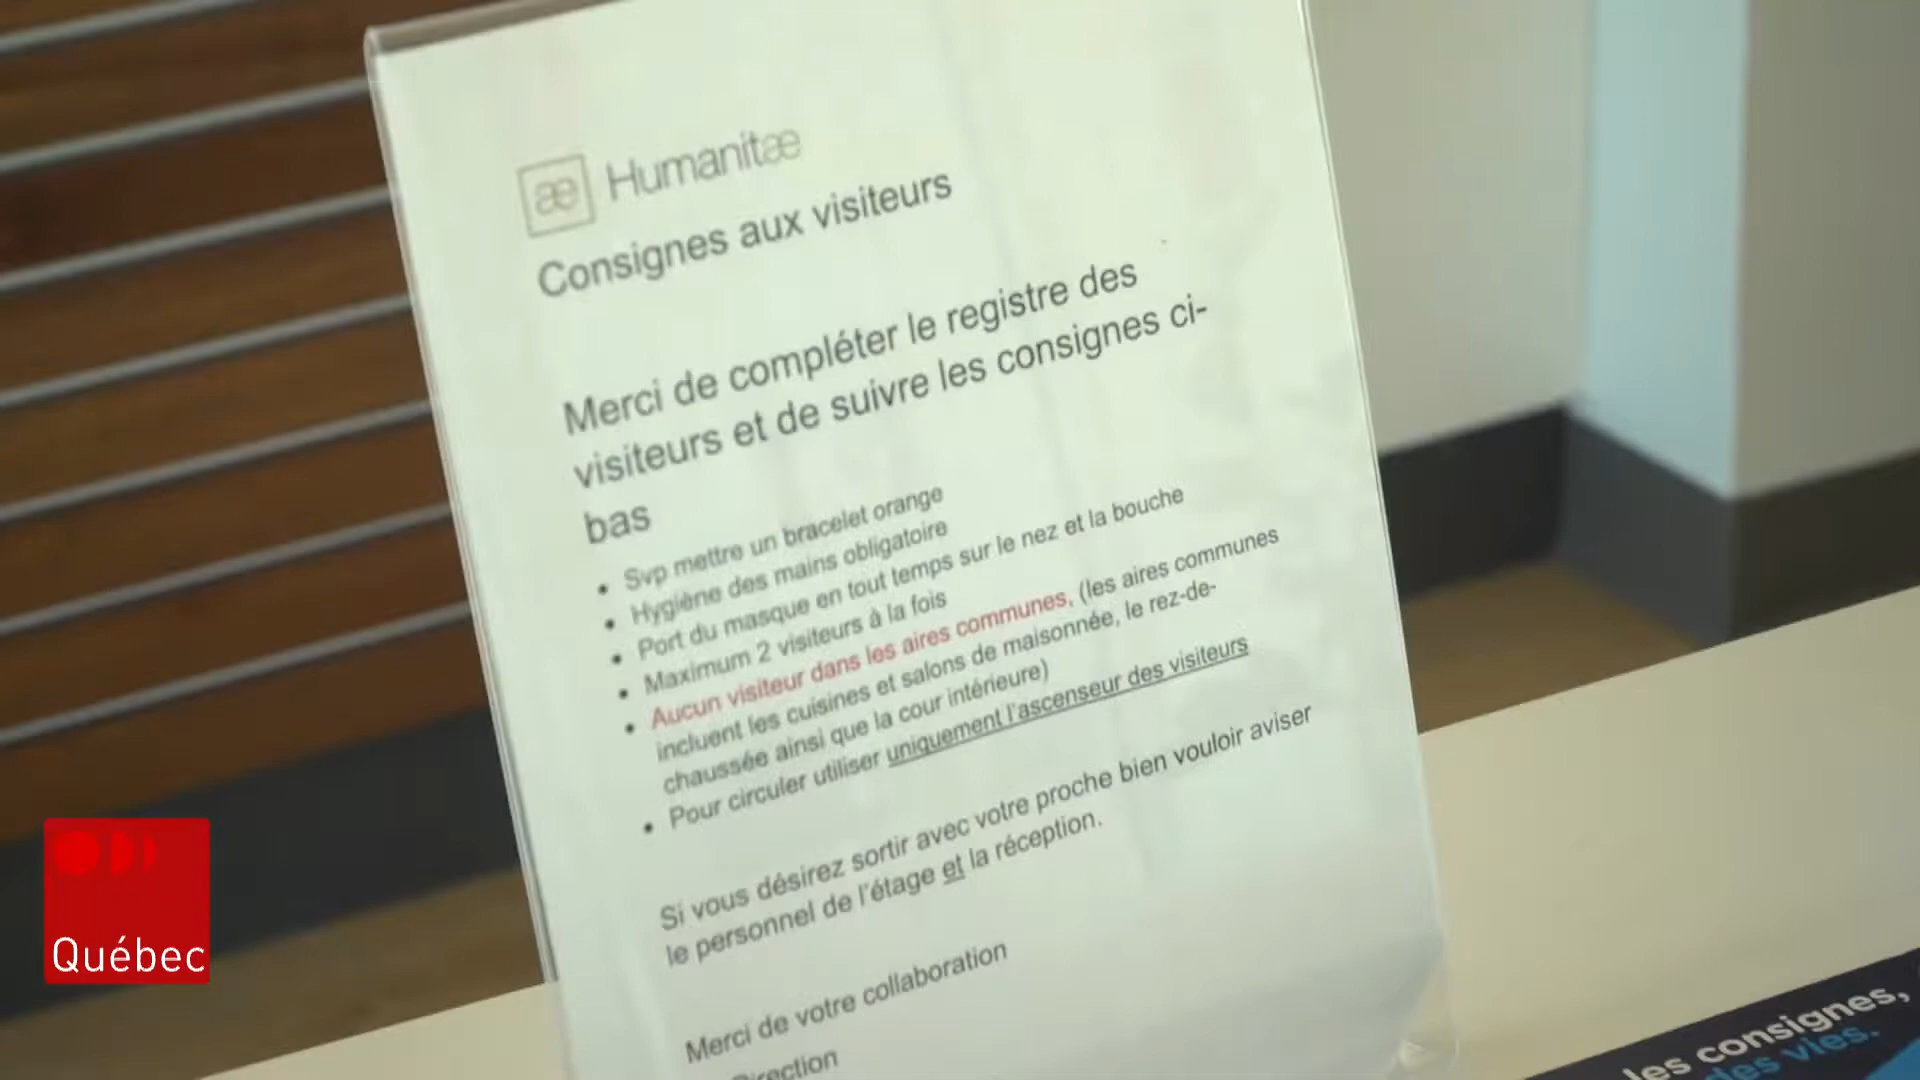 æ Humanitæ
Consignes aux visiteurs
Merci de compléter le registre des
visiteurs et de suivre les consignes ci-
bas
• Svp mettre un bracelet orange
• Hygiène des mains obligatoire
• Port du masque en tout temps sur le nez et la bouche
• Maximum 2 visiteurs à la fois
• Aucun visiteur dans les aires communes, (les aires communes
incluent les cuisines et salons de maisonnée, le rez-de-
chaussée ainsi que la cour intérieure)
• Pour circuler utiliser uniquement l'ascenseur des visiteurs
Si vous désirez sortir avec votre proche bien vouloir aviser
le personnel de l'étage et la réception.
Merci de votre collaboration
Direction
les consignes,
des vies.
Québec